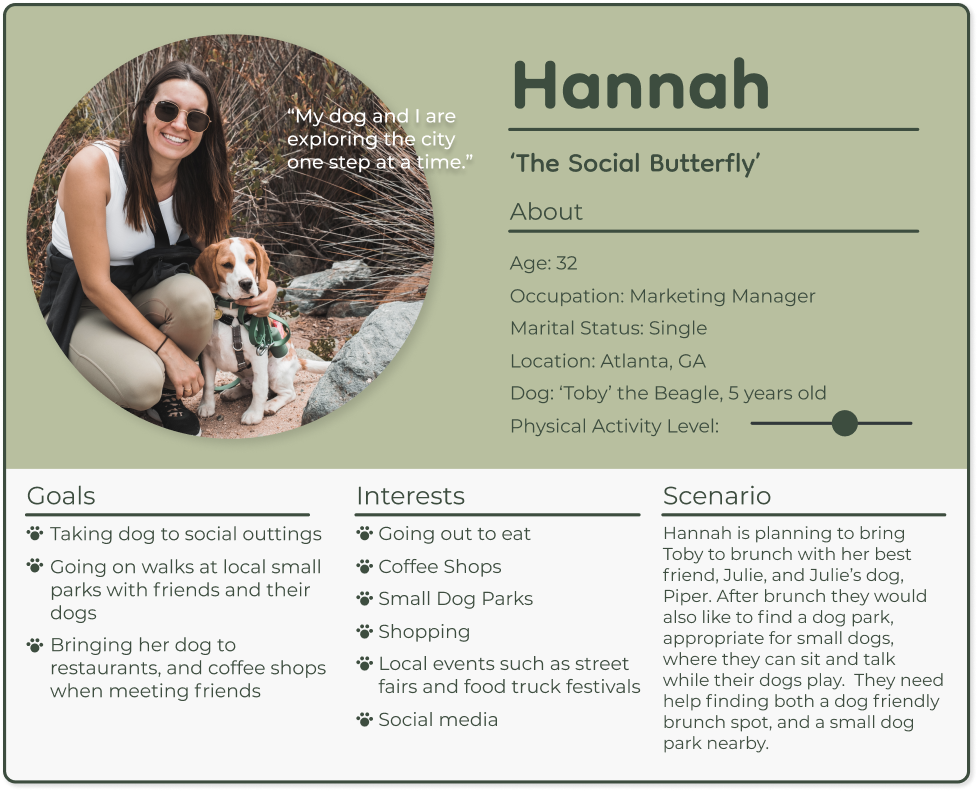 Hannah
“My dog and I are
exploring the city
one step at a time.”
‘The Social Butterfly’
About
Age: 32
Occupation: Marketing Manager
Marital Status: Single
Location: Atlanta, GA
Dog: ‘Toby’ the Beagle, 5 years old
Physical Activity Level:
Goals
Taking dog to social outtings
Going on walks at local small
parks with friends and their
dogs
Bringing her dog to
restaurants, and coffee shops
when meeting friends
Interests
Going out to eat
Coffee Shops
Small Dog Parks
Shopping
Local events such as street
fairs and food truck festivals
Social media
Scenario
Hannah is planning to bring
Toby to brunch with her best
friend, Julie, and Julie’s dog,
Piper. After brunch they would
also like to find a dog park,
appropriate for small dogs,
where they can sit and talk
while their dogs play.  They need
help finding both a dog friendly
brunch spot, and a small dog
park nearby.